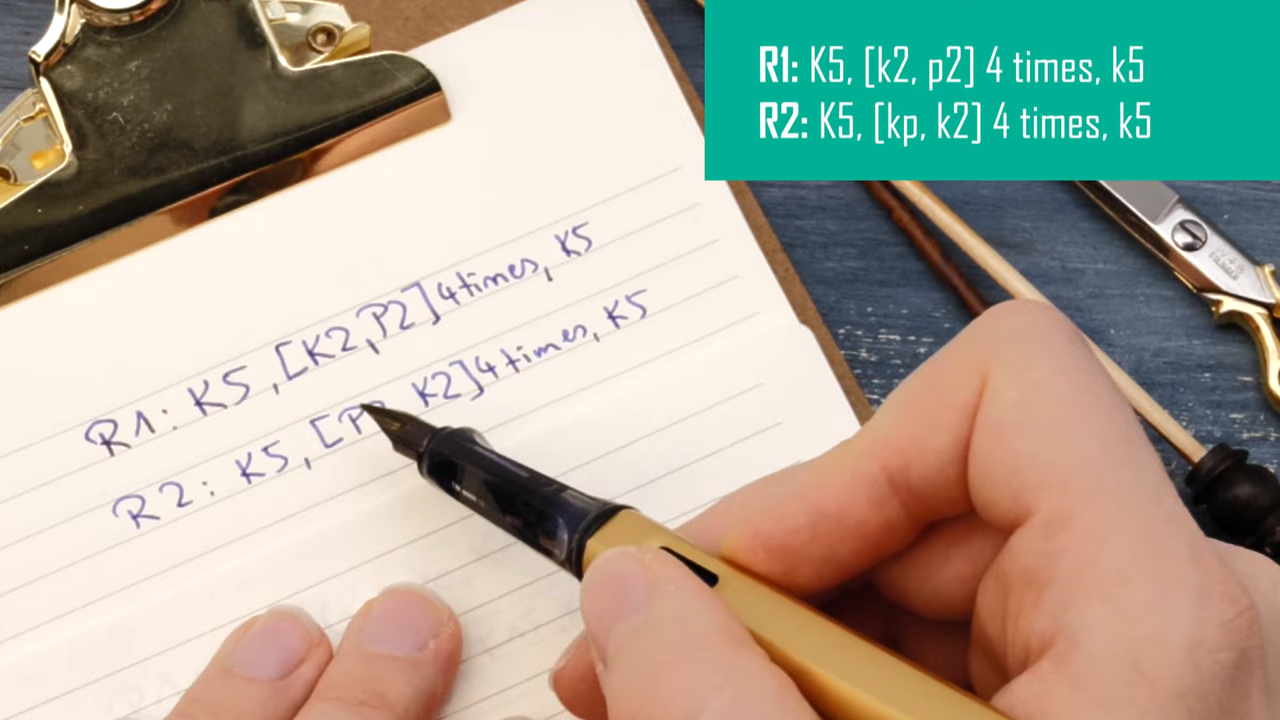 R1: K5, [k2, p2] 4 times, k5
R2: K5, [kp, k2] 4 times, k5
R1: K5, [K2, P2] 4 times, K5
R2: K5, [P K2] 4 times, K5